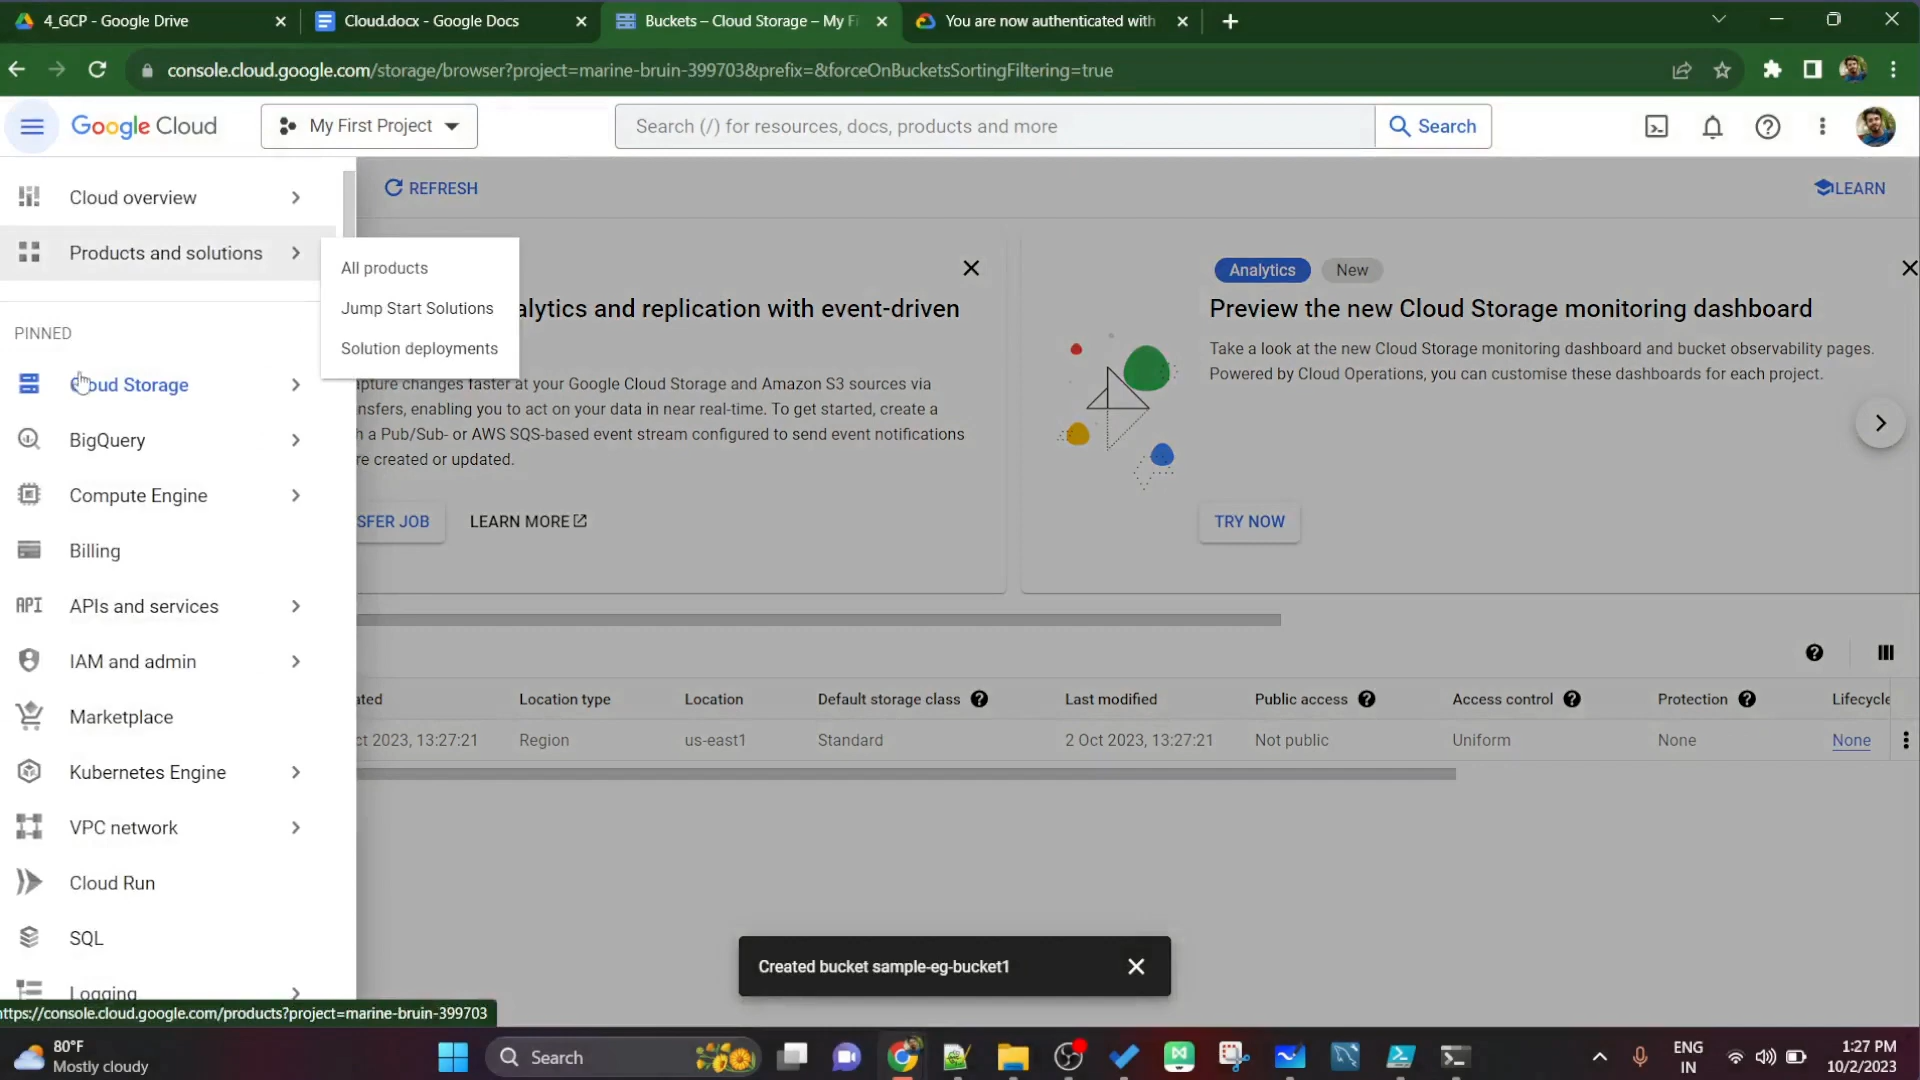 4_GCP - Google Drive
Cloud.docx - Google Docs
Buckets – Cloud Storage – My Fi
You are now authenticated with
console.cloud.google.com/storage/browser?project=marine-bruin-399703&prefix=&forceOnBucketsSortingFiltering=true
Google Cloud
My First Project
Search (/) for resources, docs, products and more
Search
Cloud overview
REFRESH
LEARN
Products and solutions
All products
Jump Start Solutions
Solution deployments
alytics and replication with event-driven
Analytics
New
Preview the new Cloud Storage monitoring dashboard
Take a look at the new Cloud Storage monitoring dashboard and bucket observability pages.
Powered by Cloud Operations, you can customise these dashboards for each project.
PINNED
Cloud Storage
apture changes faster at your Google Cloud Storage and Amazon S3 sources via
nsfers, enabling you to act on your data in near real-time. To get started, create a
h a Pub/Sub- or AWS SQS-based event stream configured to send event notifications
re created or updated.
BigQuery
Compute Engine
SFER JOB
LEARN MORE
TRY NOW
Billing
API APIs and services
IAM and admin
ated
Location type
Location
Default storage class
Last modified
Public access
Access control
Protection
Lifecycle
Marketplace
ct 2023, 13:27:21
Region
us-east1
Standard
2 Oct 2023, 13:27:21
Not public
Uniform
None
None
Kubernetes Engine
VPC network
Cloud Run
SQL
Created bucket sample-eg-bucket1
Logging
https://console.cloud.google.com/products?project=marine-bruin-399703
80°F
Mostly cloudy
Search
ENG
IN
1:27 PM
10/2/2023